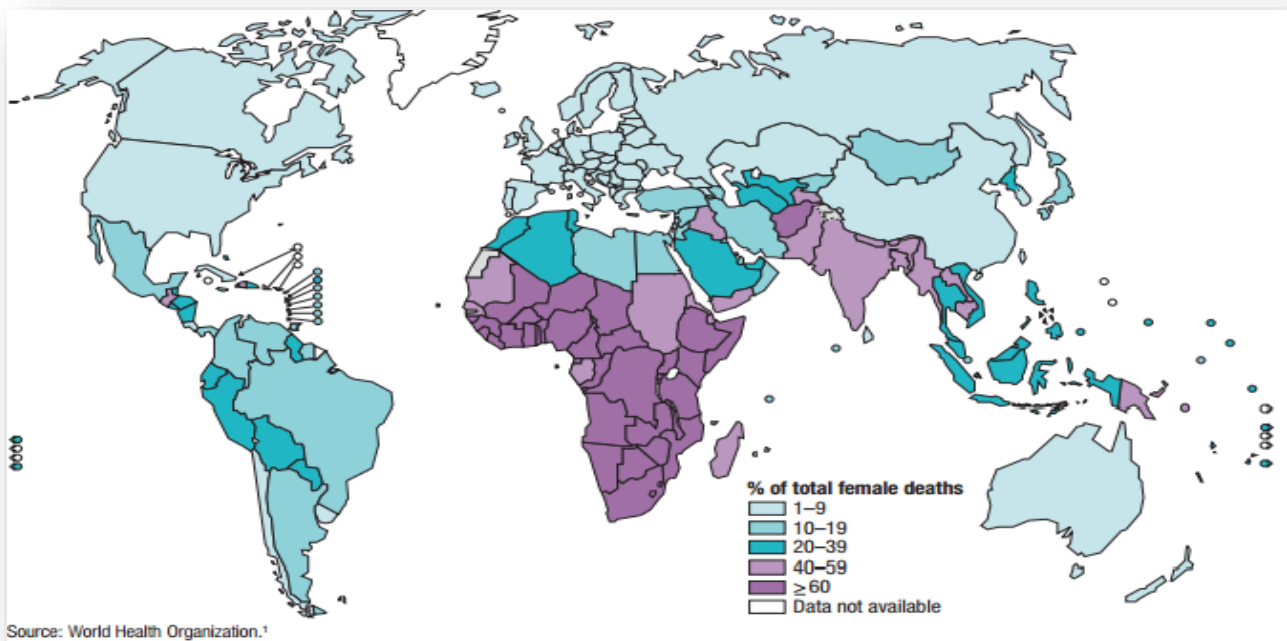 % of total female deaths
1–9
10–19
20–39
40–59
≥ 60
Data not available
Source: World Health Organization.¹